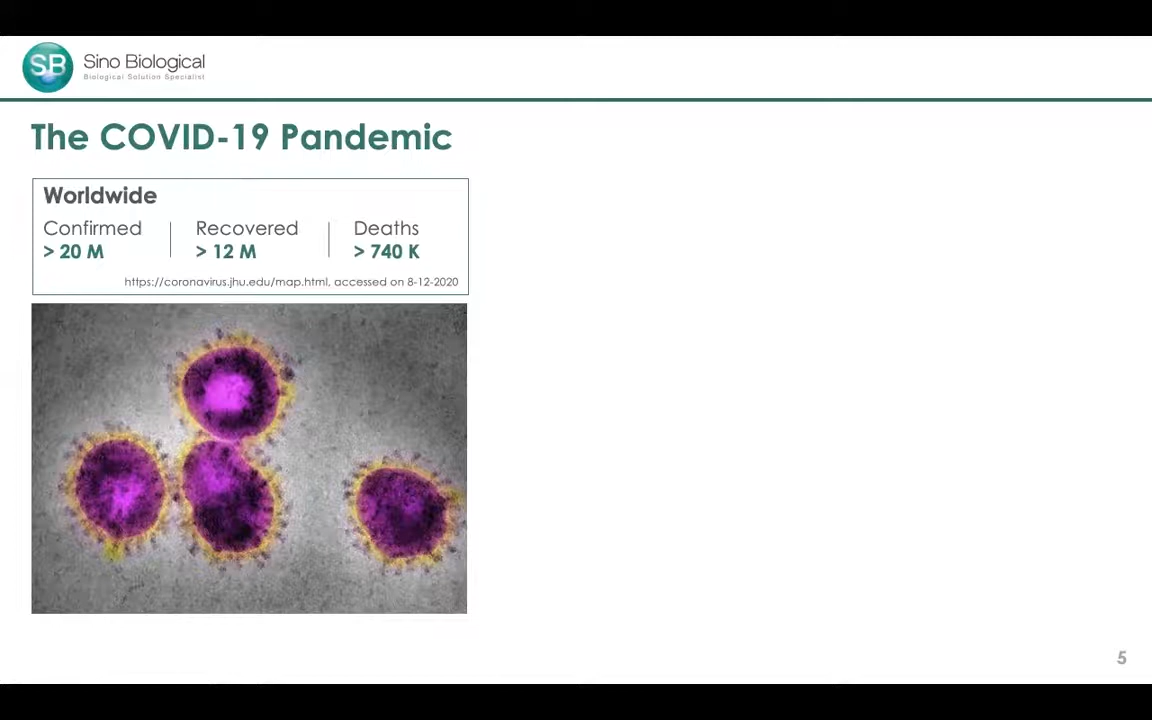 SB
Sino Biological
Biological Solution Specialist
The COVID-19 Pandemic
Worldwide
Confirmed
> 20 M
Recovered
> 12 M
Deaths
> 740 K
https://coronavirus.jhu.edu/map.html, accessed on 8-12-2020
5